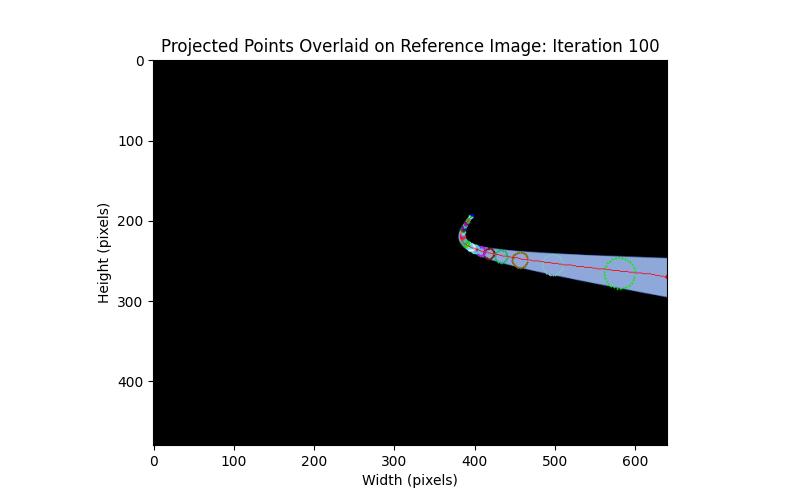 Projected Points Overlaid on Reference Image: Iteration 100
0
100
200
300
400
Height (pixels)
0 100 200 300 400 500 600
Width (pixels)